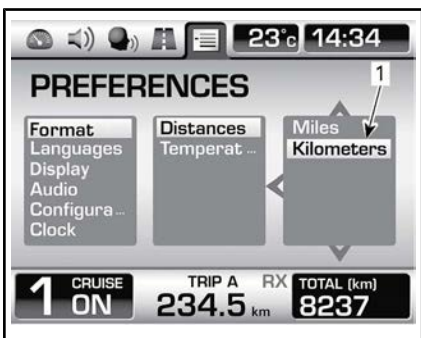 23°c 14:34
PREFERENCES
1
Format
Languages
Display
Audio
Configura ...
Clock
Distances
Temperat ...
Miles
Kilometers
1 CRUISE ON
TRIP A
234.5 km
RX
TOTAL (km)
8237